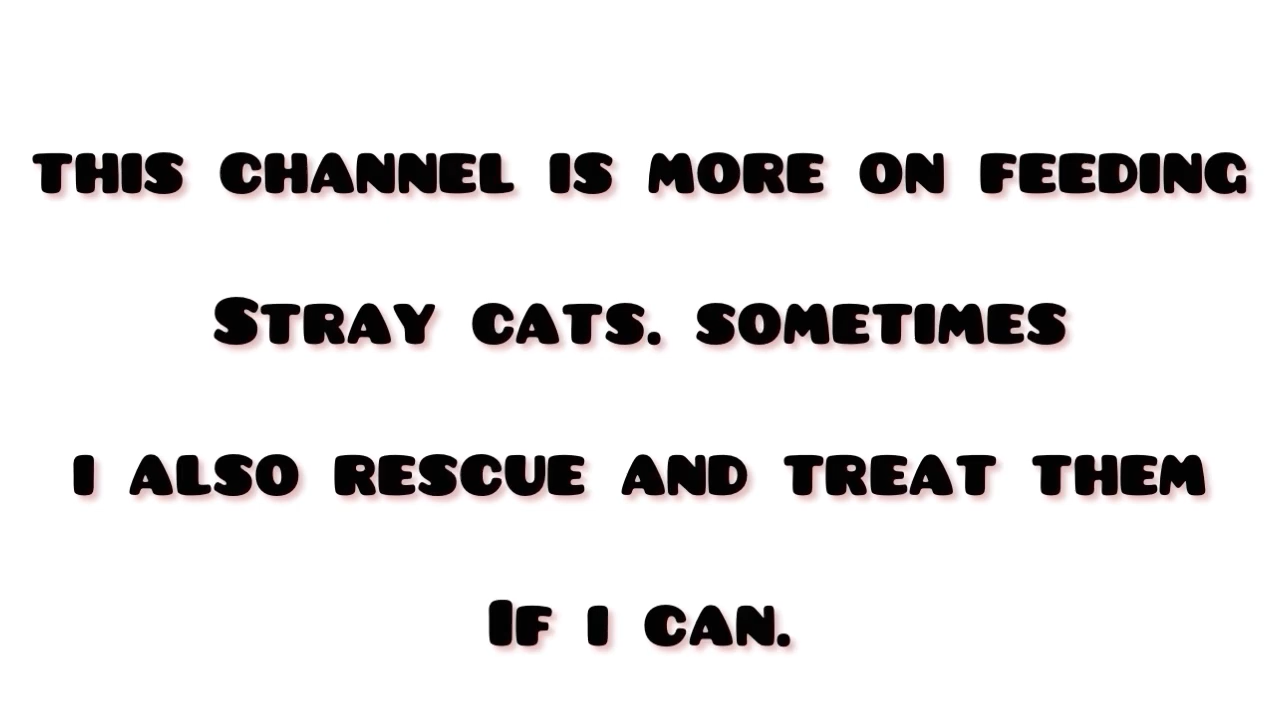 THIS CHANNEL IS MORE ON FEEDING
STRAY CATS. SOMETIMES
I ALSO RESCUE AND TREAT THEM
IF I CAN.